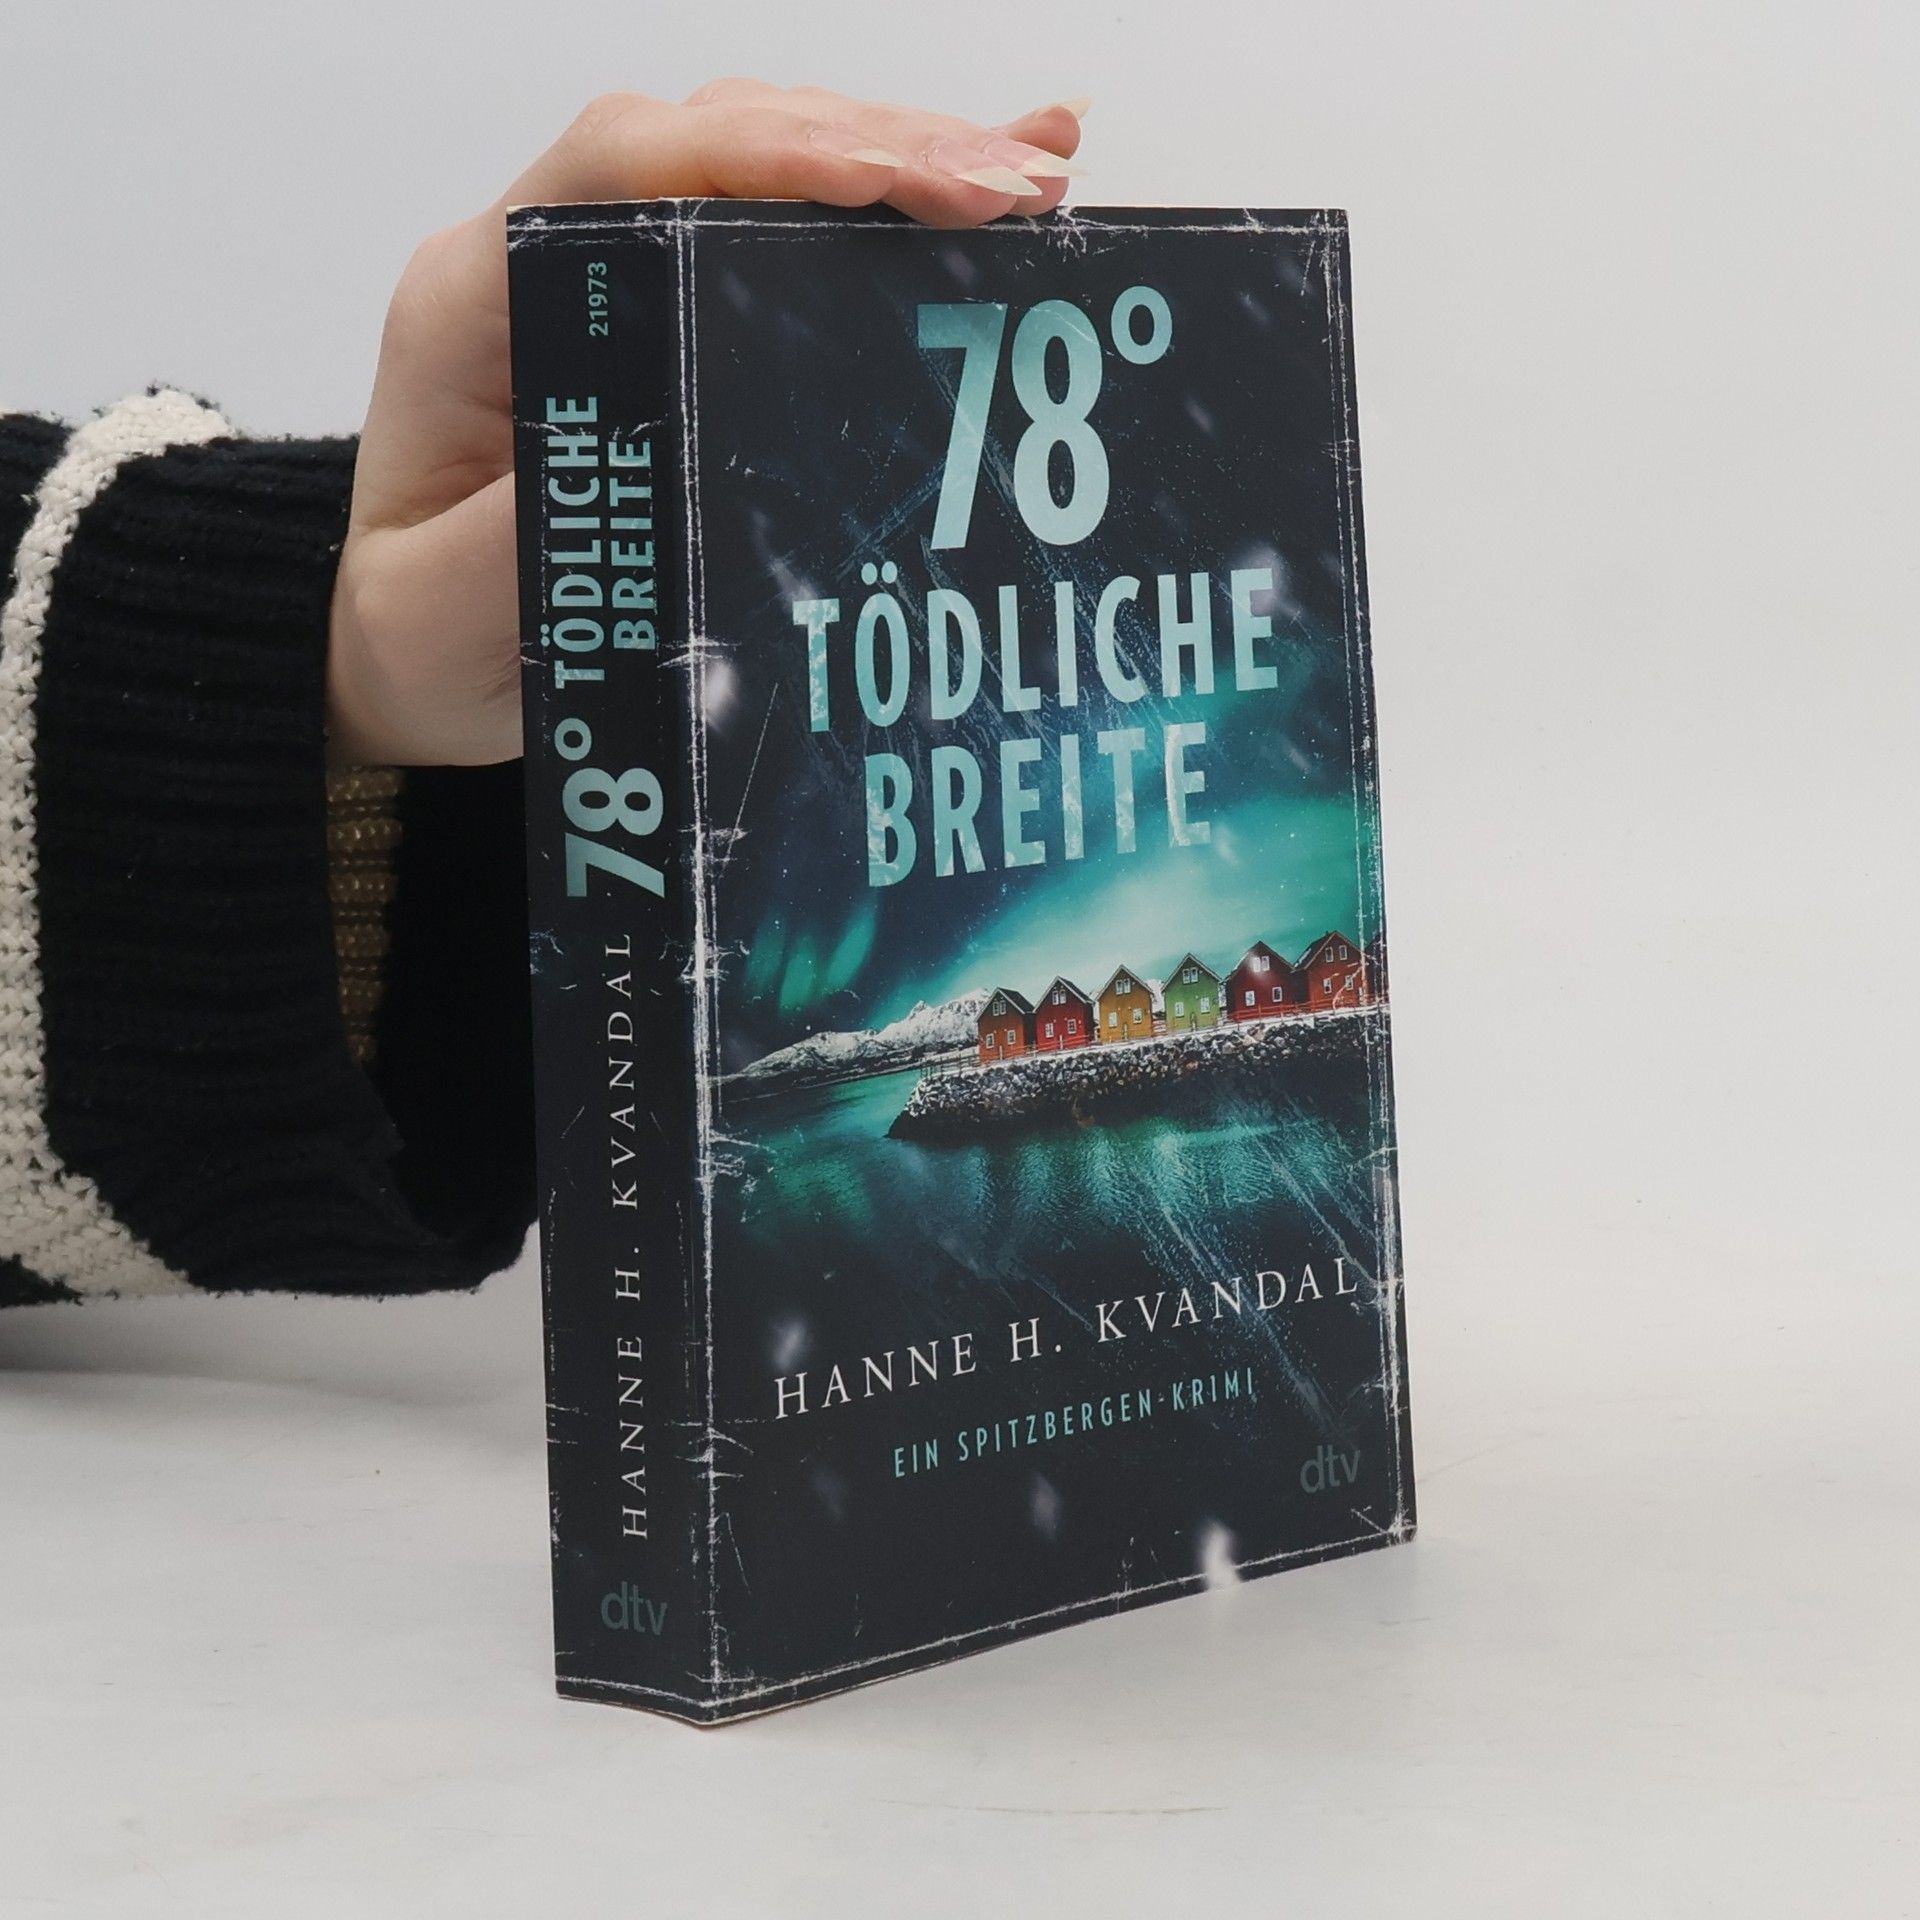 21973
78° TÖDLICHE
BREITE
HANNE H. KVANDAL
dtv
78°
TÖDLICHE
BREITE
HANNE H. KVANDAL
EIN SPITZBERGEN-KRIMI
dtv